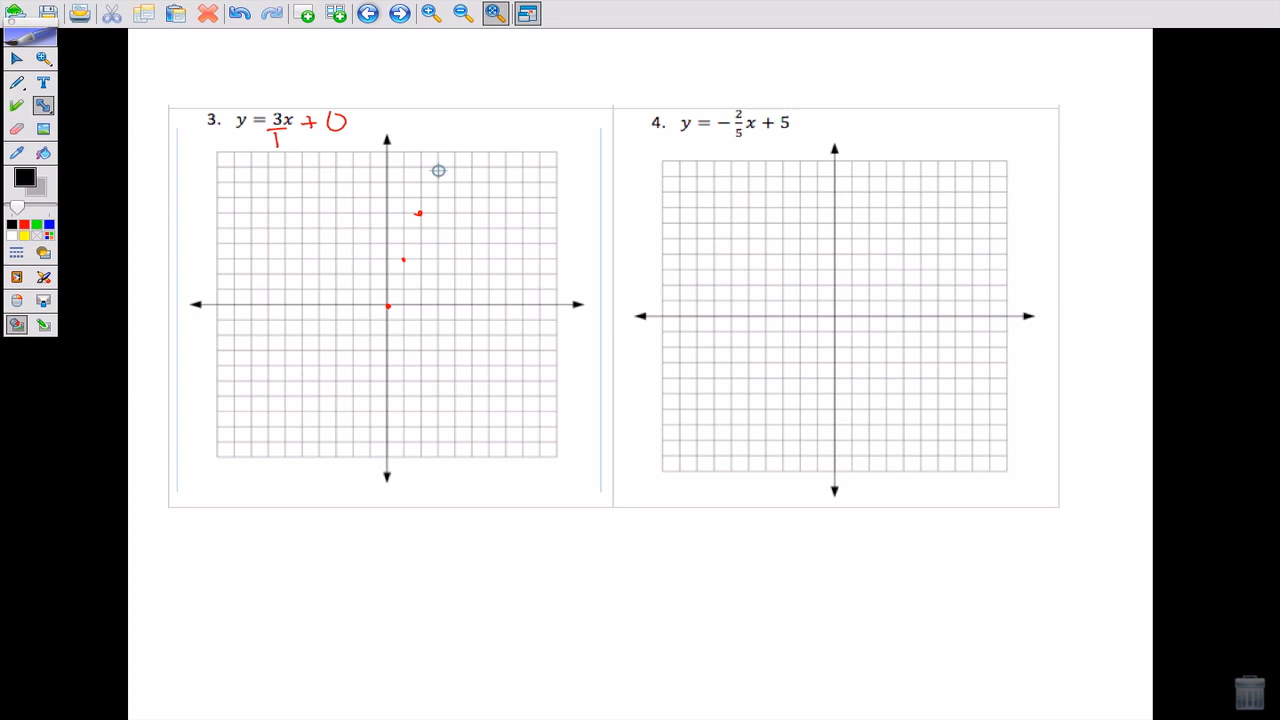 3. y = 3x/1 + 0
4. y = −2/5x + 5